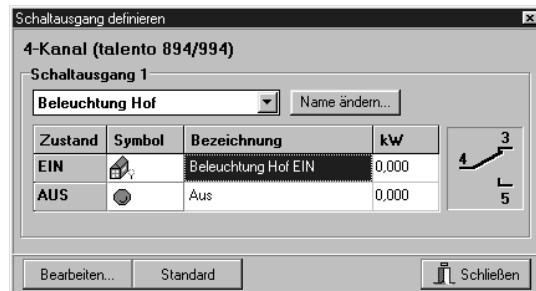 Schaltausgang definieren
4-Kanal (talento 894/994)
Schaltausgang 1
Beleuchtung Hof
Name ändern...
Zustand Symbol Bezeichnung kW
EIN Beleuchtung Hof EIN 0,000
AUS Aus 0,000
3
4
5
Bearbeiten... Standard Schließen